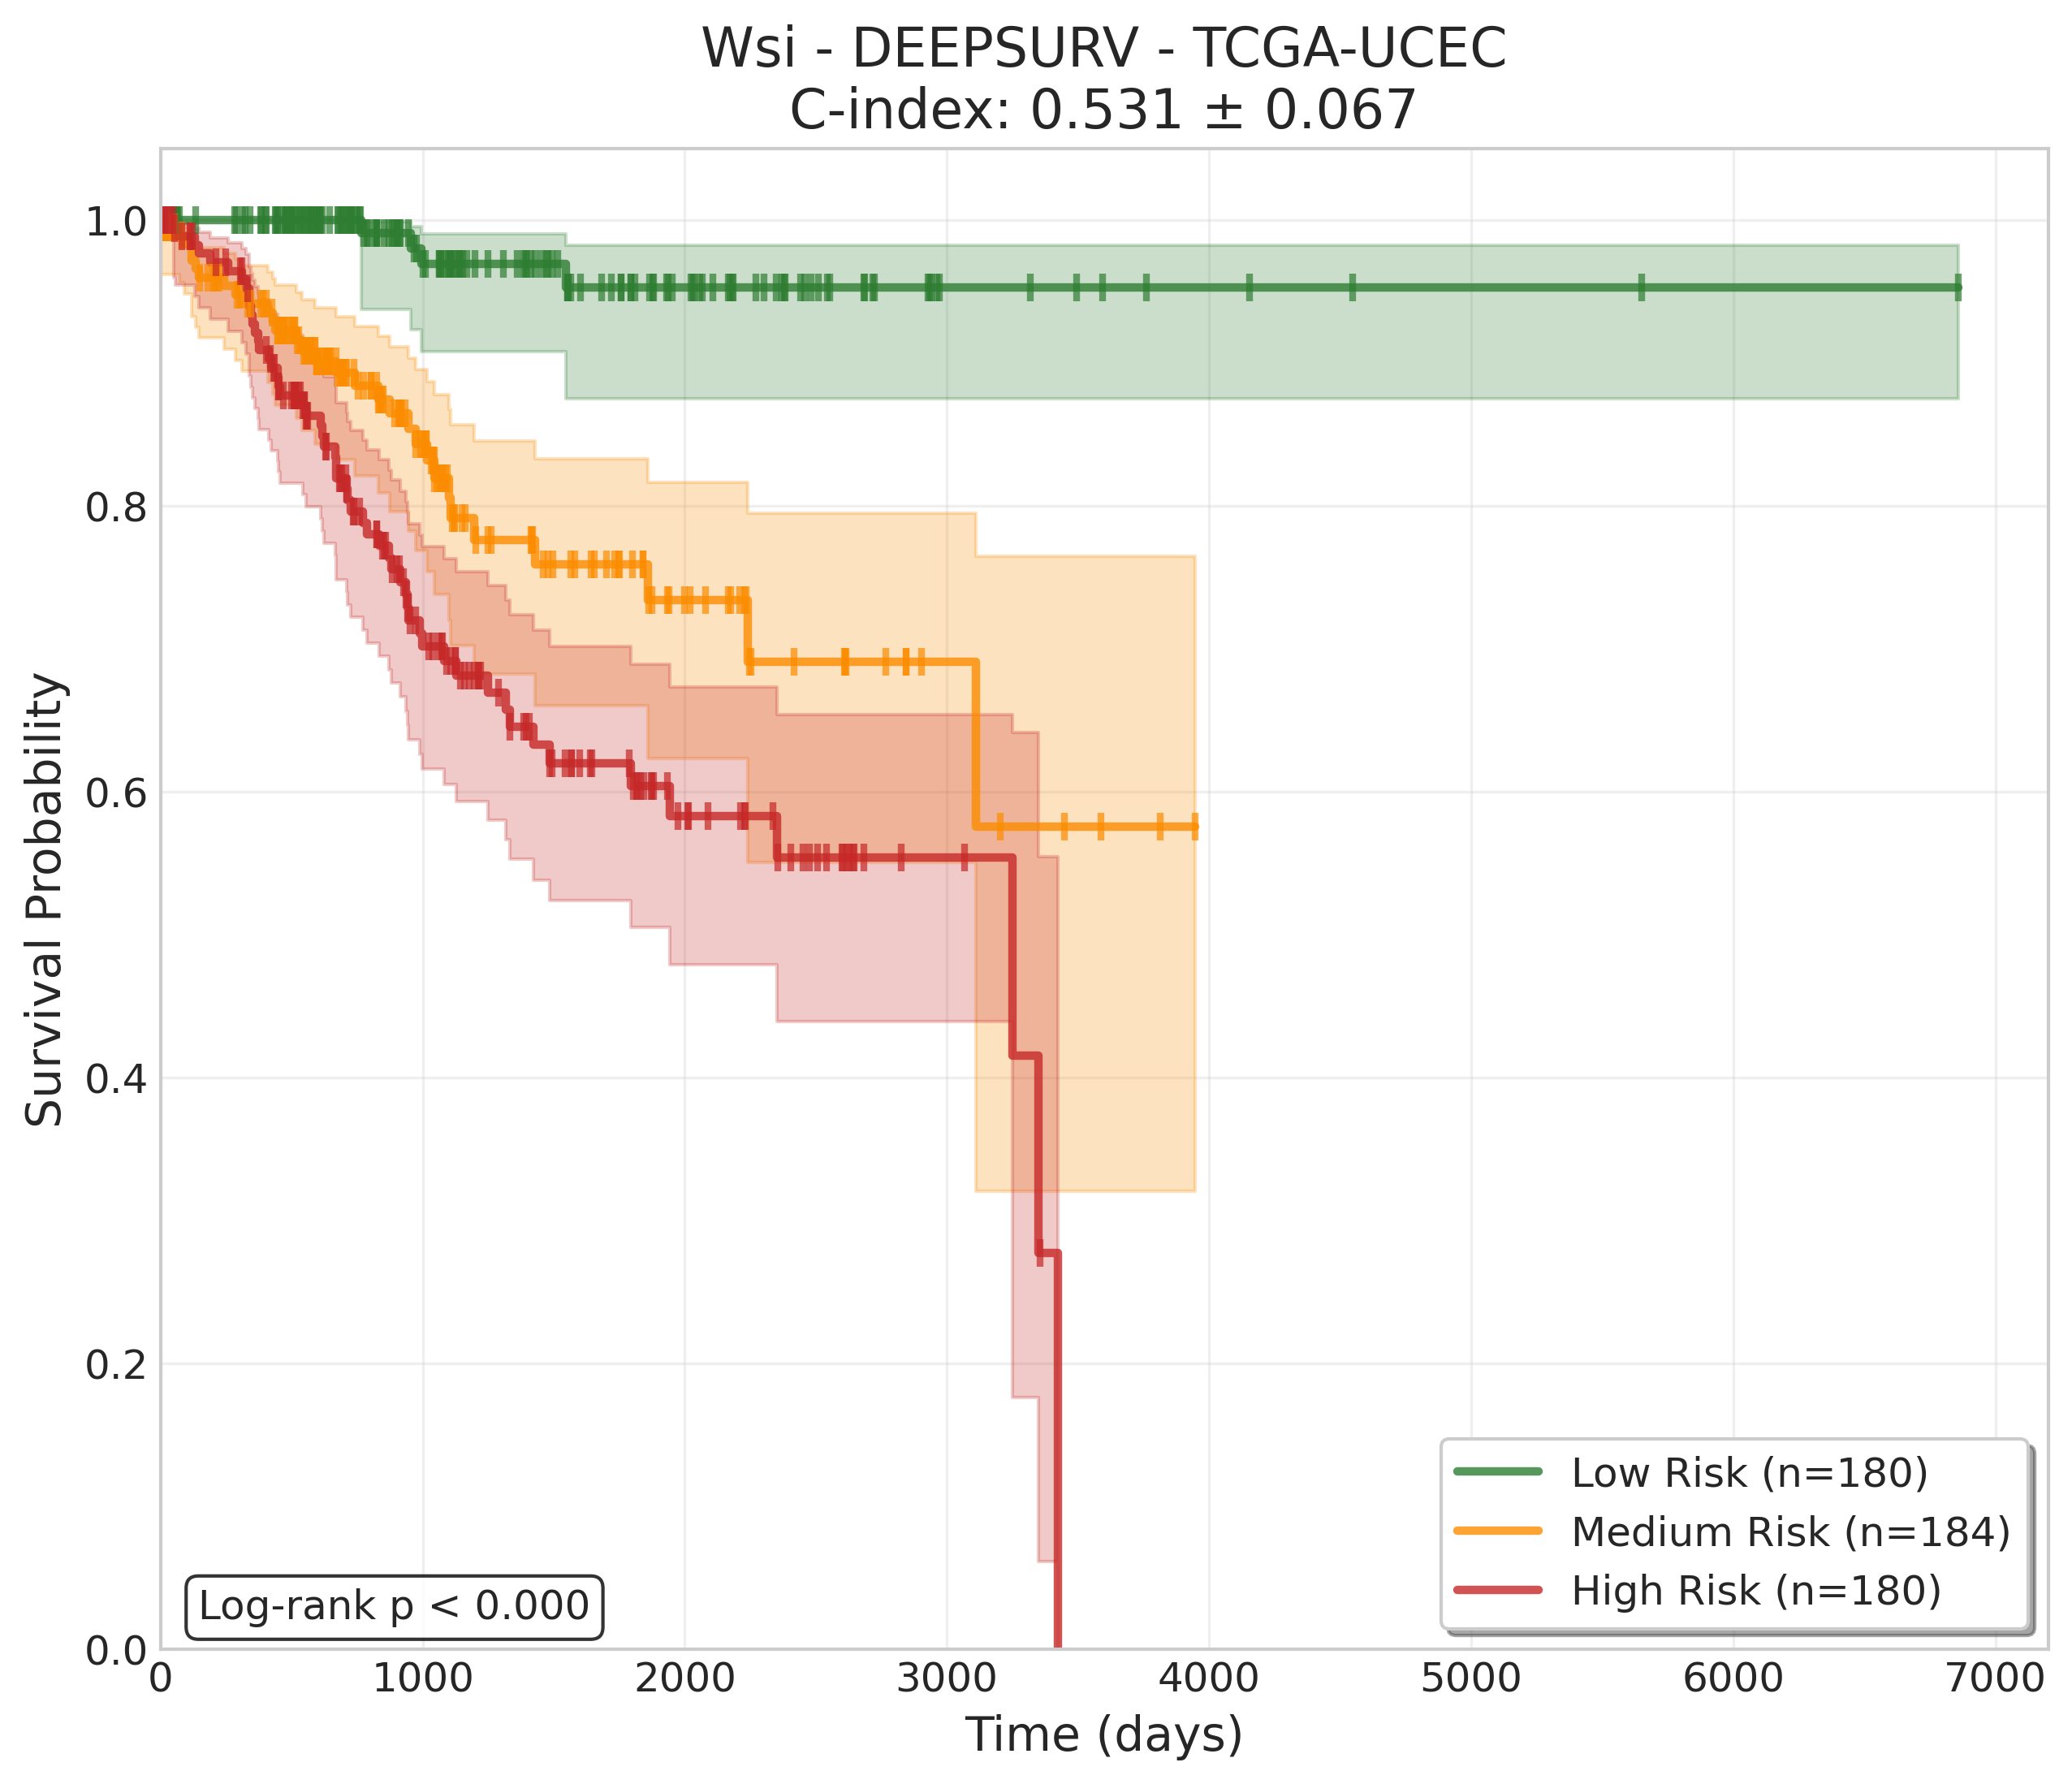 Wsi - DEEPSURV - TCGA-UCEC
C-index: 0.531 ± 0.067
Survival Probability
1.0
0.8
0.6
0.4
0.2
0.0
0 1000 2000 3000 4000 5000 6000 7000
Time (days)
Log-rank p < 0.000
Low Risk (n=180)
Medium Risk (n=184)
High Risk (n=180)